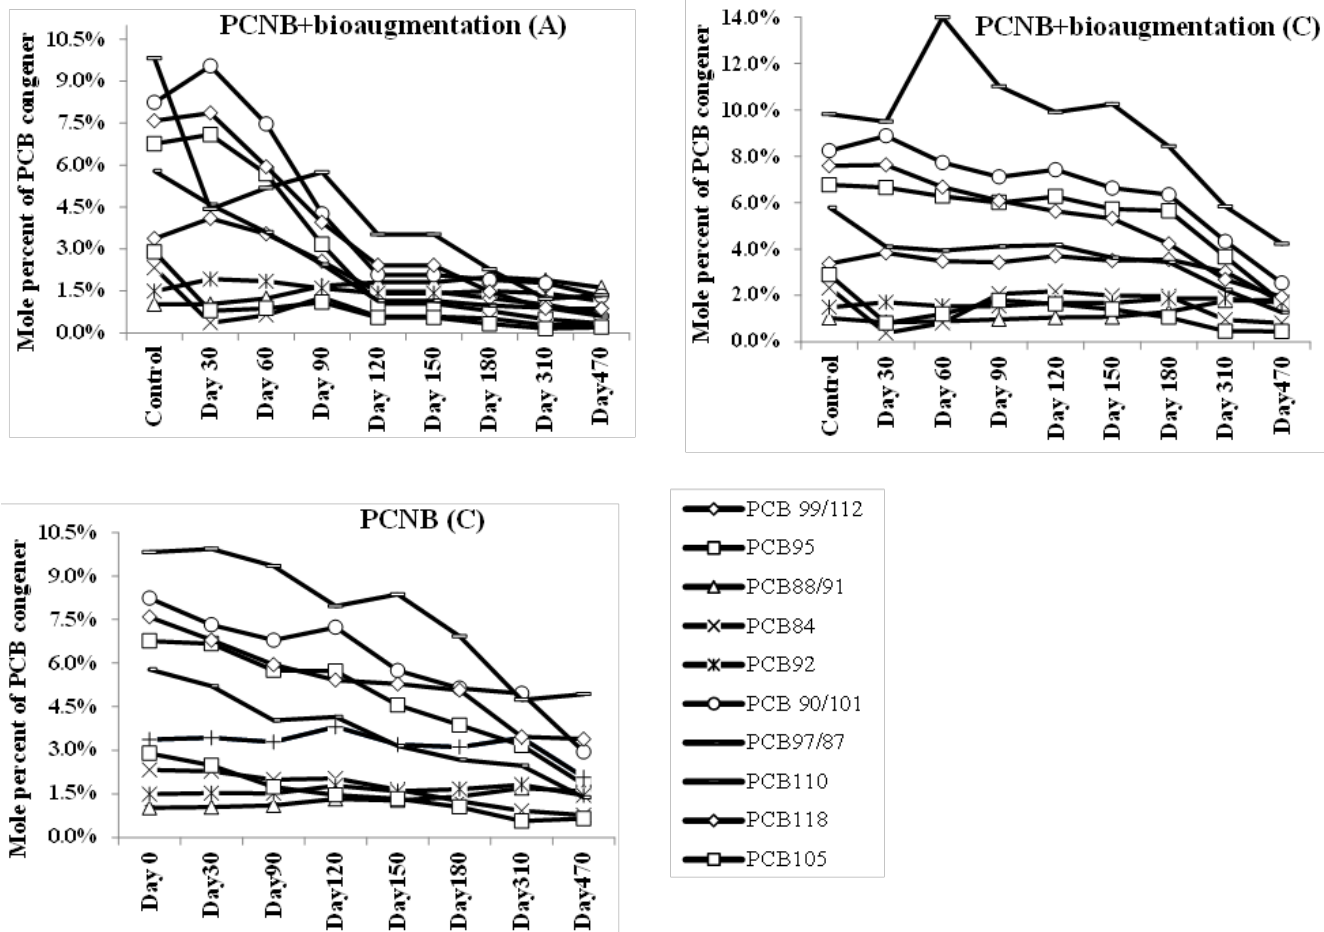 PCNB+bioaugmentation (A)
Mole percent of PCB congener
10.5%
9.0%
7.5%
6.0%
4.5%
3.0%
1.5%
0.0%
Control
Day 30
Day 60
Day 90
Day 120
Day 150
Day 180
Day 310
Day470
PCNB+bioaugmentation (C)
Mole percent of PCB congener
14.0%
12.0%
10.0%
8.0%
6.0%
4.0%
2.0%
0.0%
Control
Day 30
Day 60
Day 90
Day 120
Day 150
Day 180
Day 310
Day470
PCNB (C)
Mole percent of PCB congener
10.5%
9.0%
7.5%
6.0%
4.5%
3.0%
1.5%
0.0%
Day 0
Day30
Day90
Day120
Day150
Day180
Day310
Day470
PCB 99/112
PCB95
PCB88/91
PCB84
PCB92
PCB 90/101
PCB97/87
PCB110
PCB118
PCB105